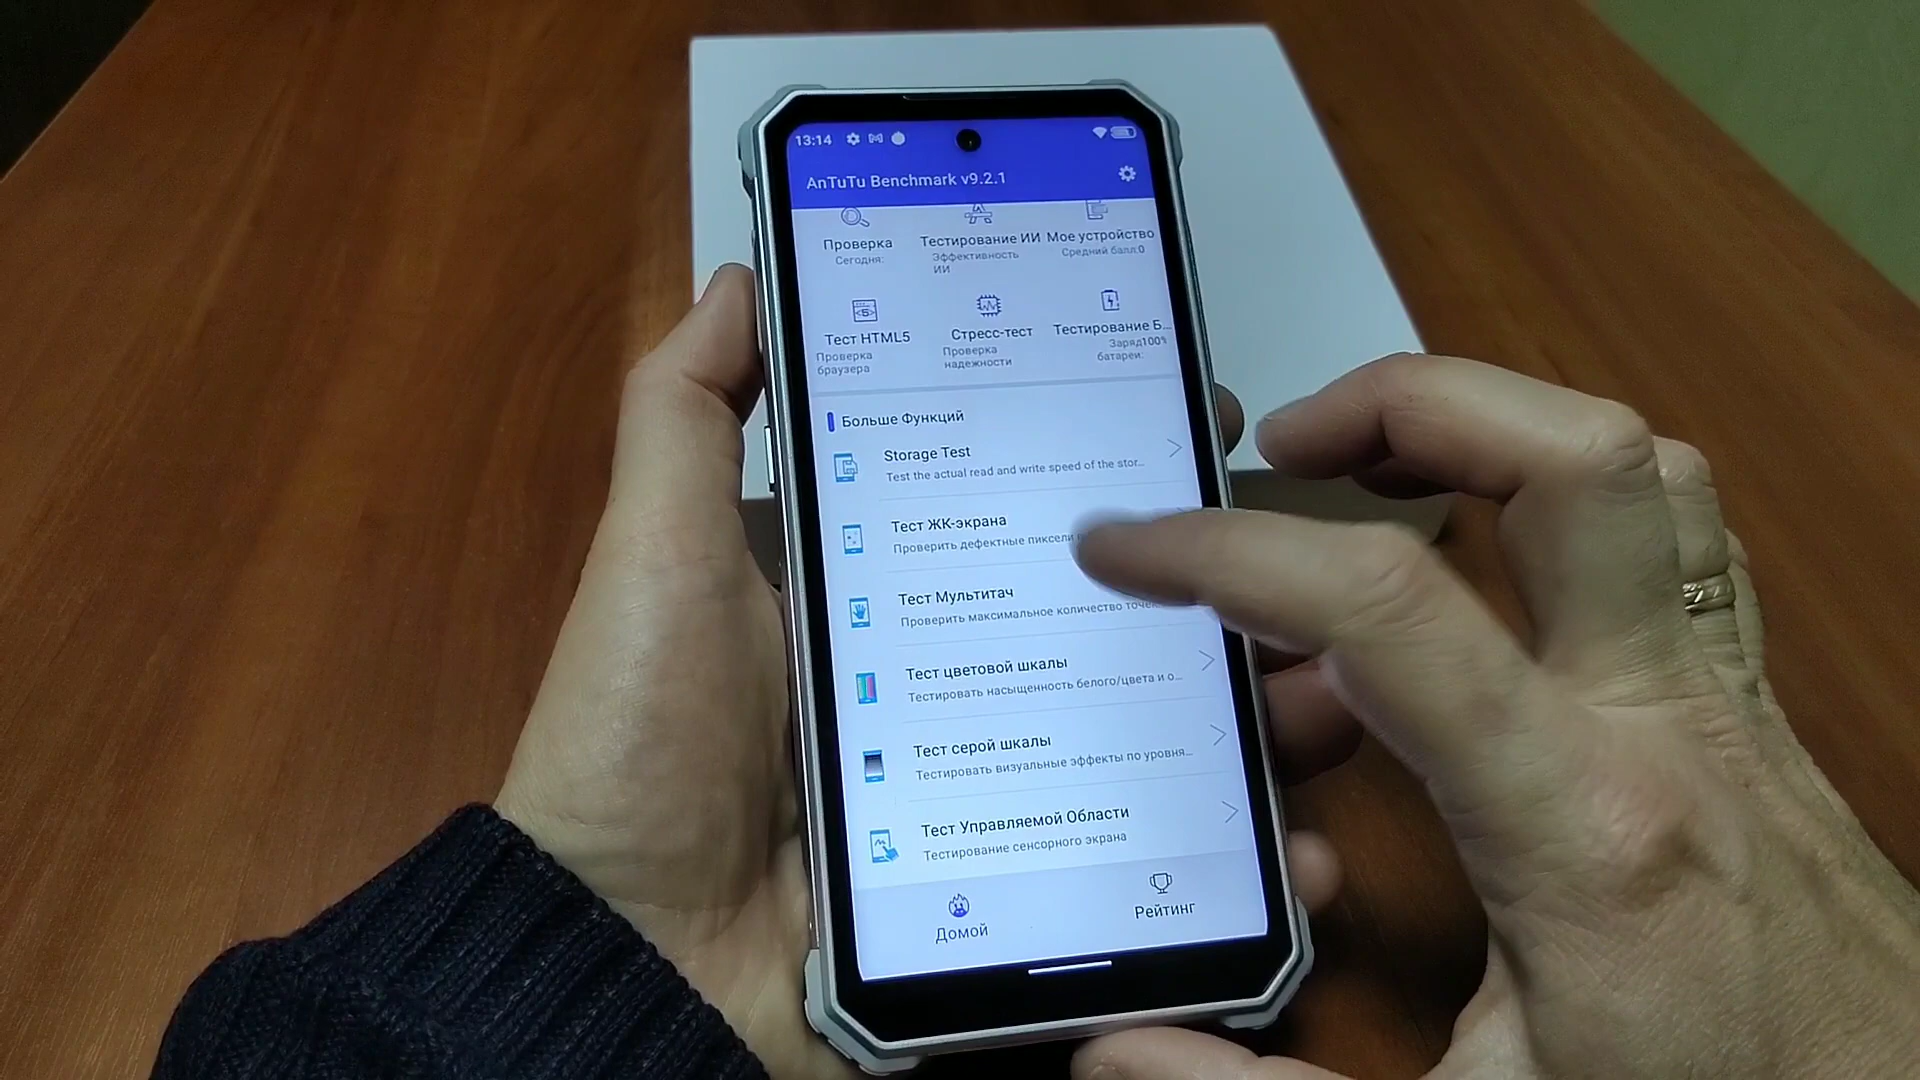 13:14
AnTuTu Benchmark v9.2.1
Проверка
Сегодня:
Тестирование ИИ
Эффективность
ИИ
Мое устройство
Средний балл:0
Тест HTML5
Проверка
браузера
Стресс-тест
Проверка
надежности
Тестирование Б...
Заряд100%
батареи:
Больше Функций
Storage Test
Test the actual read and write speed of the stor...
Тест ЖК-экрана
Проверить дефектные пиксели
Тест Мультитач
Проверить максимальное количество точек
Тест цветовой шкалы
Тестировать насыщенность белого/цвета и о...
Тест серой шкалы
Тестировать визуальные эффекты по уровня...
Тест Управляемой Области
Тестирование сенсорного экрана
Домой
Рейтинг